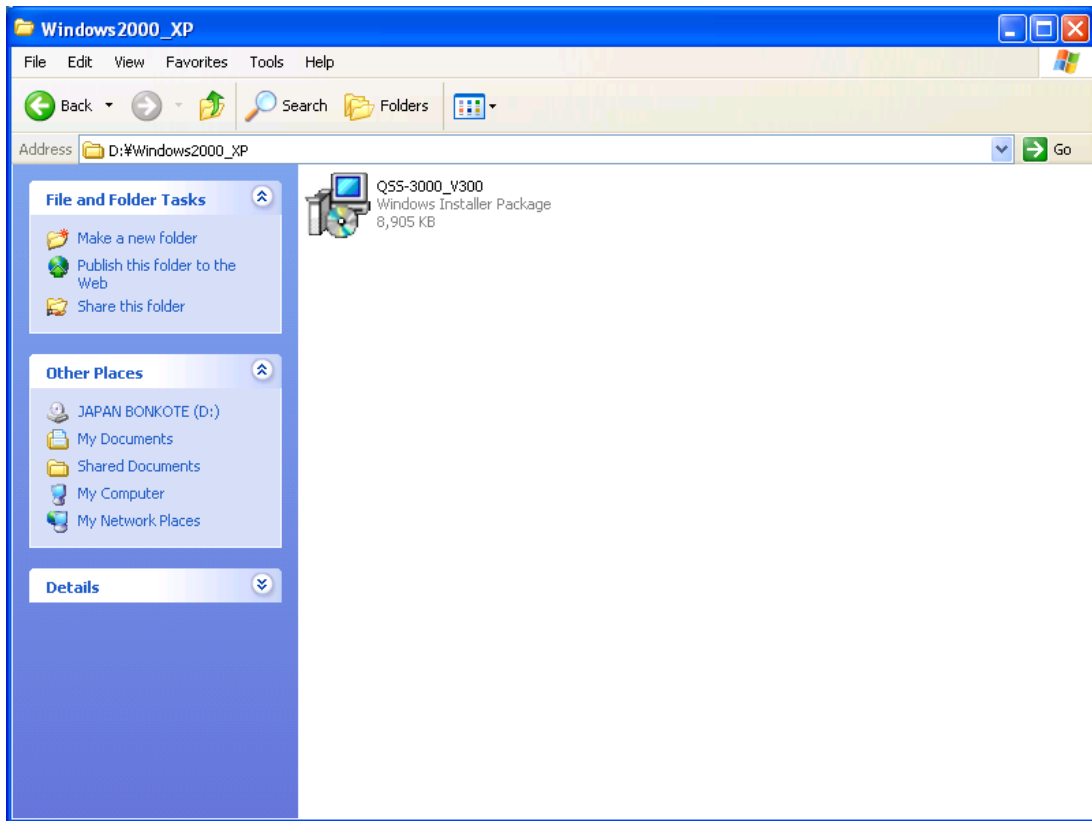 Windows2000_XP
File Edit View Favorites Tools Help
Back Search Folders
Address D:¥Windows2000_XP Go
File and Folder Tasks
Make a new folder
Publish this folder to the
Web
Share this folder
Other Places
JAPAN BONKOTE (D:)
My Documents
Shared Documents
My Computer
My Network Places
Details
QSS-3000_V300
Windows Installer Package
8,905 KB